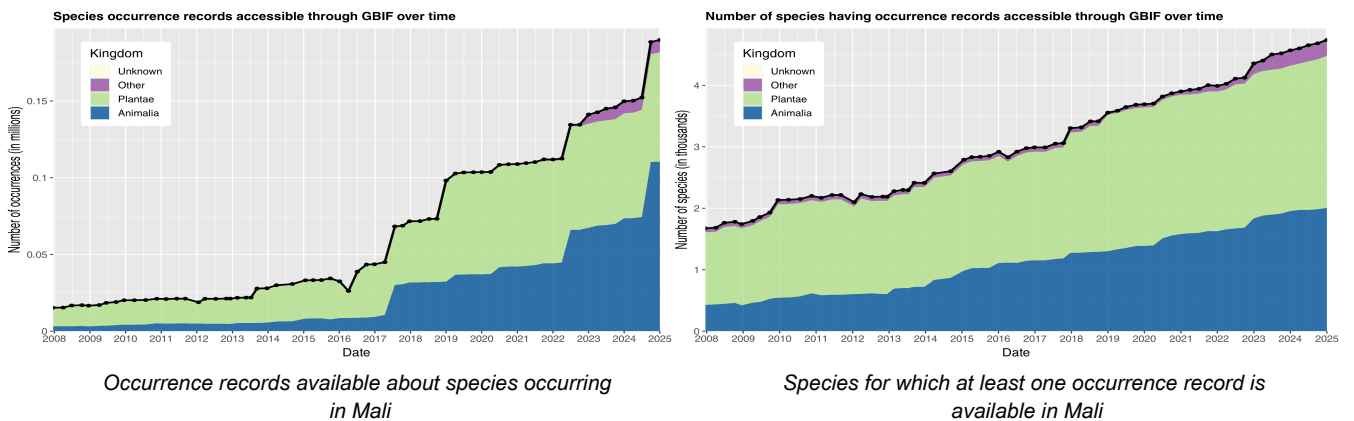 Species occurrence records accessible through GBIF over time
Number of occurrences (in millions)
0.15
0.1
0.05
0
Kingdom
Unknown
Other
Plantae
Animalia
2008 2009 2010 2011 2012 2013 2014 2015 2016 2017 2018 2019 2020 2021 2022 2023 2024 2025
Date
Occurrence records available about species occurring
in Mali
Number of species having occurrence records accessible through GBIF over time
Number of species (in thousands)
4
3
2
1
0
Kingdom
Unknown
Other
Plantae
Animalia
2008 2009 2010 2011 2012 2013 2014 2015 2016 2017 2018 2019 2020 2021 2022 2023 2024 2025
Date
Species for which at least one occurrence record is
available in Mali